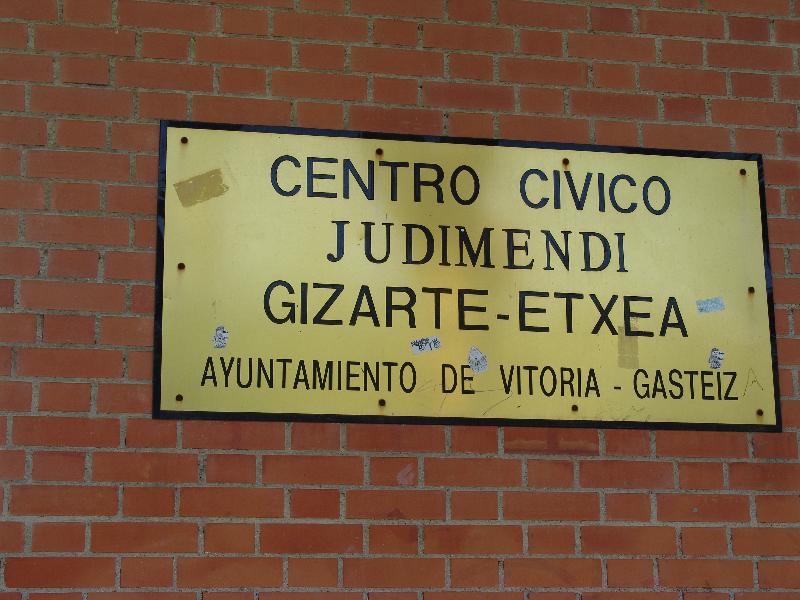 CENTRO CIVICO
JUDIMENDI
GIZARTE-ETXEA
AYUNTAMIENTO DE VITORIA - GASTEIZ